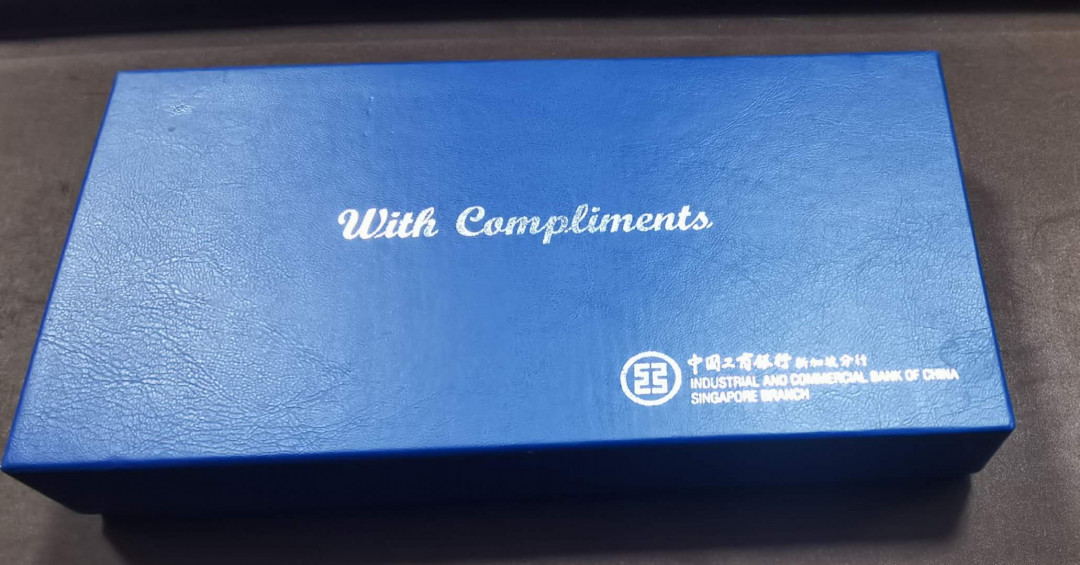 With Compliments
中国工商银行 新加坡分行
INDUSTRIAL AND COMMERCIAL BANK OF CHINA
SINGAPORE BRANCH